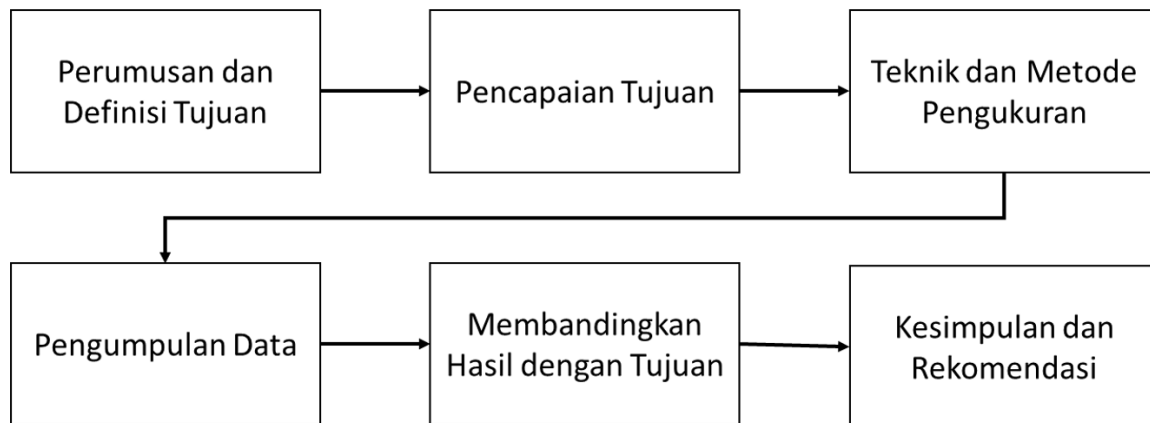 Perumusan dan
Definisi Tujuan
Pencapaian Tujuan
Teknik dan Metode
Pengukuran
Pengumpulan Data
Membandingkan
Hasil dengan Tujuan
Kesimpulan dan
Rekomendasi